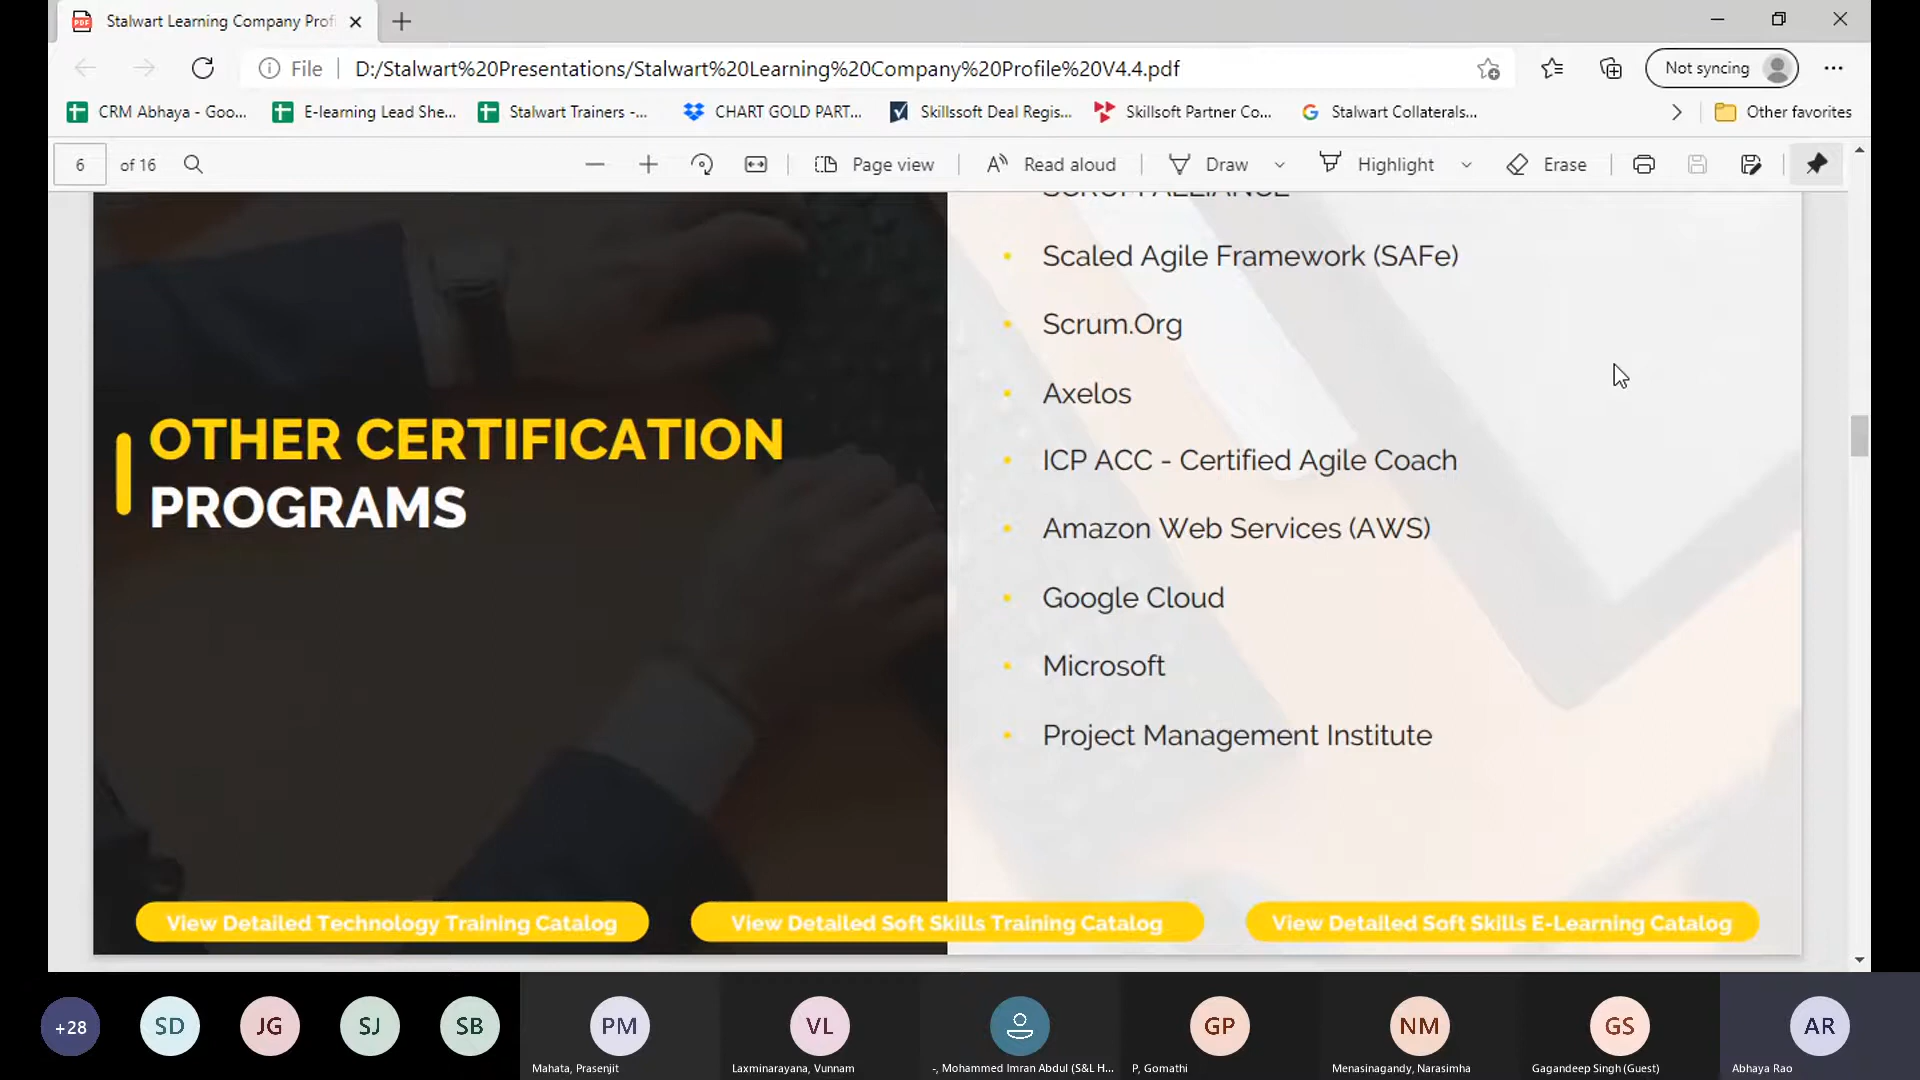 Stalwart Learning Company Prof
File
D:/Stalwart%20Presentations/Stalwart%20Learning%20Company%20Profile%20V4.4.pdf
Not syncing
CRM Abhaya - Goo...
E-learning Lead She...
Stalwart Trainers -...
CHART GOLD PART...
Skillssoft Deal Regis...
Skillsoft Partner Co...
Stalwart Collaterals...
Other favorites
6 of 16
Page view
Read aloud
Draw
Highlight
Erase
SCRUM ALLIANCE
OTHER CERTIFICATION
PROGRAMS
• Scaled Agile Framework (SAFe)
• Scrum.Org
• Axelos
• ICP ACC - Certified Agile Coach
• Amazon Web Services (AWS)
• Google Cloud
• Microsoft
• Project Management Institute
View Detailed Technology Training Catalog
View Detailed Soft Skills Training Catalog
View Detailed Soft Skills E-Learning Catalog
+28
SD
JG
SJ
SB
PM
VL
GP
NM
GS
AR
Mahata, Prasenjit
Laxminarayana, Vunnam
-, Mohammed Imran Abdul (S&L H...
P, Gomathi
Menasinagandy, Narasimha
Gagandeep Singh (Guest)
Abhaya Rao